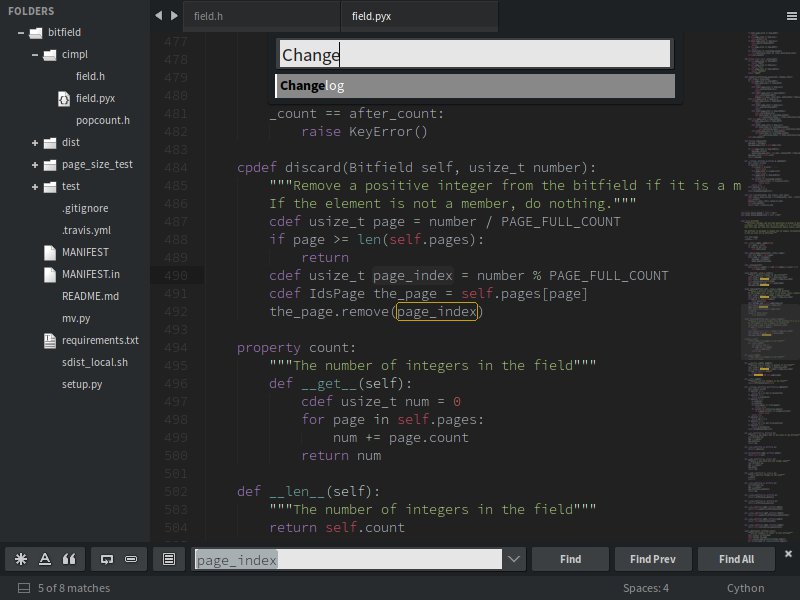 FOLDERS
bitfield
cimpl
field.h
field.pyx
popcount.h
dist
page_size_test
test
.gitignore
.travis.yml
MANIFEST
MANIFEST.in
README.md
mv.py
requirements.txt
sdist_local.sh
setup.py
field.h
field.pyx
Change
Changelog
477
478
479
480
481 _count == after_count:
482 raise KeyError()
483
484 cpdef discard(Bitfield self, usize_t number):
485 """Remove a positive integer from the bitfield if it is a m
486 If the element is not a member, do nothing."""
487 cdef usize_t page = number / PAGE_FULL_COUNT
488 if page >= len(self.pages):
489 return
490 cdef usize_t page_index = number % PAGE_FULL_COUNT
491 cdef IdsPage the_page = self.pages[page]
492 the_page.remove(page_index)
493
494 property count:
495 """The number of integers in the field"""
496 def __get__(self):
497 cdef usize_t num = 0
498 for page in self.pages:
499 num += page.count
500 return num
501
502 def __len__(self):
503 """The number of integers in the field"""
504 return self.count
page_index
Find
Find Prev
Find All
5 of 8 matches
Spaces: 4
Cython